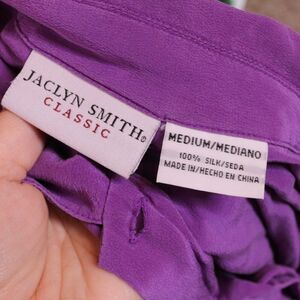 JACLYN SMITH®
CLASSIC
MEDIUM/MEDIANO
100% SILK/SEDA
MADE IN/HECHO EN CHINA